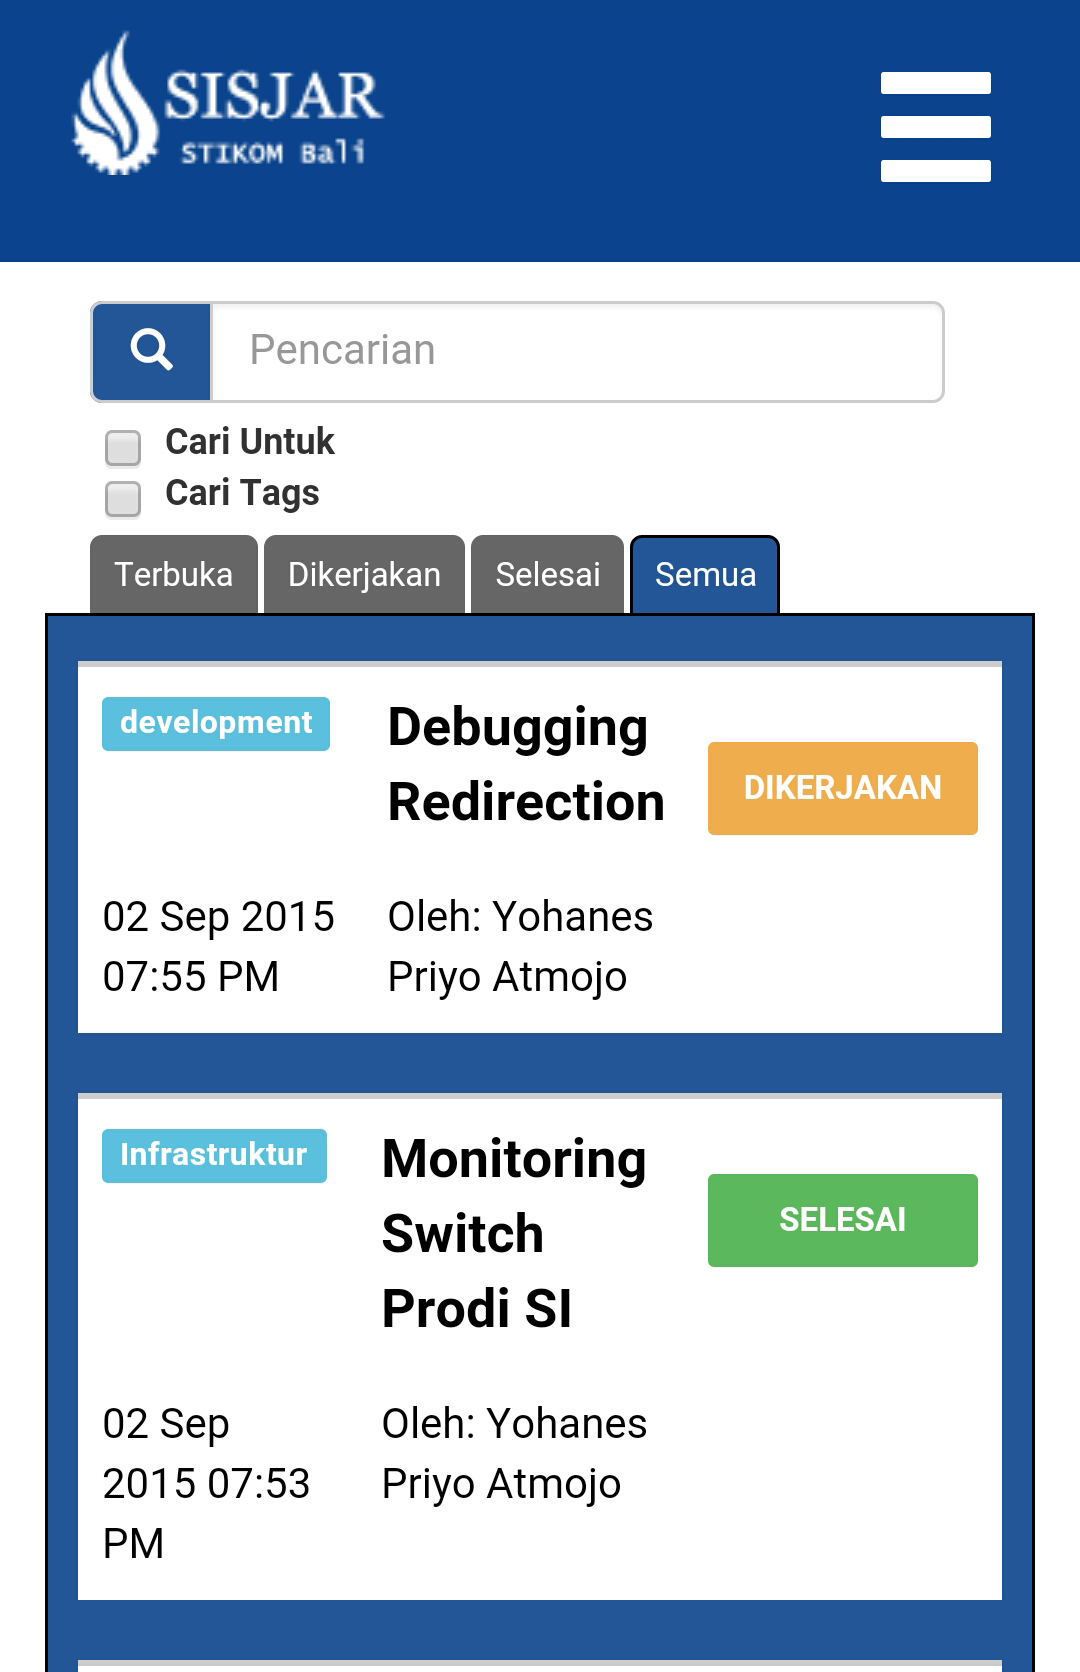 SISJAR
STIKOM Bali
Pencarian
Cari Untuk
Cari Tags
Terbuka Dikerjakan Selesai Semua
development
Debugging
Redirection
DIKERJAKAN
02 Sep 2015
07:55 PM
Oleh: Yohanes
Priyo Atmojo
Infrastruktur
Monitoring
Switch
Prodi SI
SELESAI
02 Sep
2015 07:53
PM
Oleh: Yohanes
Priyo Atmojo